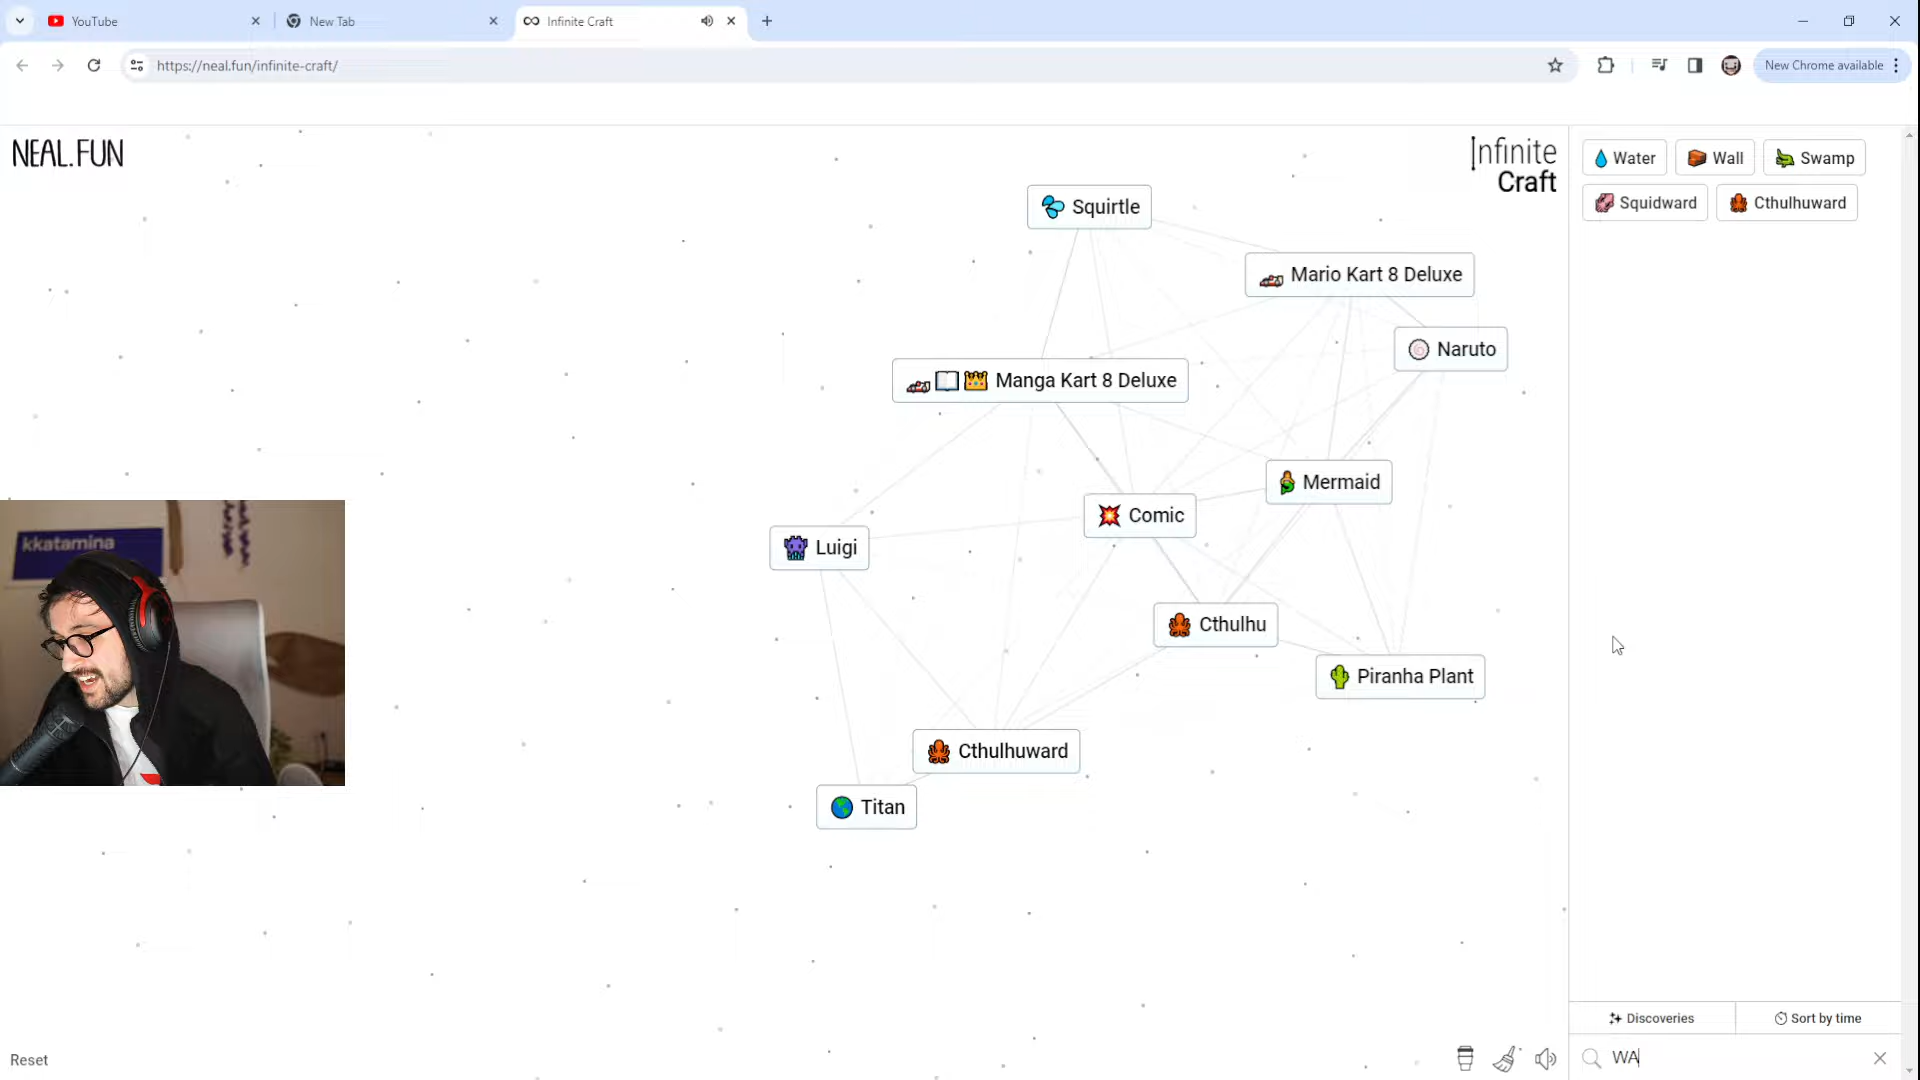 YouTube
New Tab
Infinite Craft
https://neal.fun/infinite-craft/
New Chrome available
NEAL.FUN
Infinite
Craft
Water
Wall
Swamp
Squidward
Cthulhuward
Squirtle
Mario Kart 8 Deluxe
Naruto
Manga Kart 8 Deluxe
Mermaid
Comic
Luigi
kkatamina
Cthulhu
Piranha Plant
Cthulhuward
Titan
Discoveries
Sort by time
Reset
WA